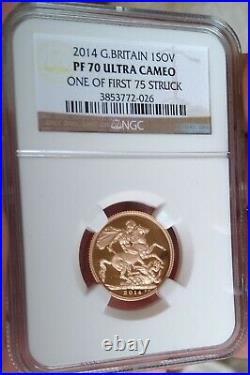 2014 G.BRITAIN 1SOV
PF 70 ULTRA CAMEO
ONE OF FIRST 75 STRUCK
3853772-026
NGC
2014